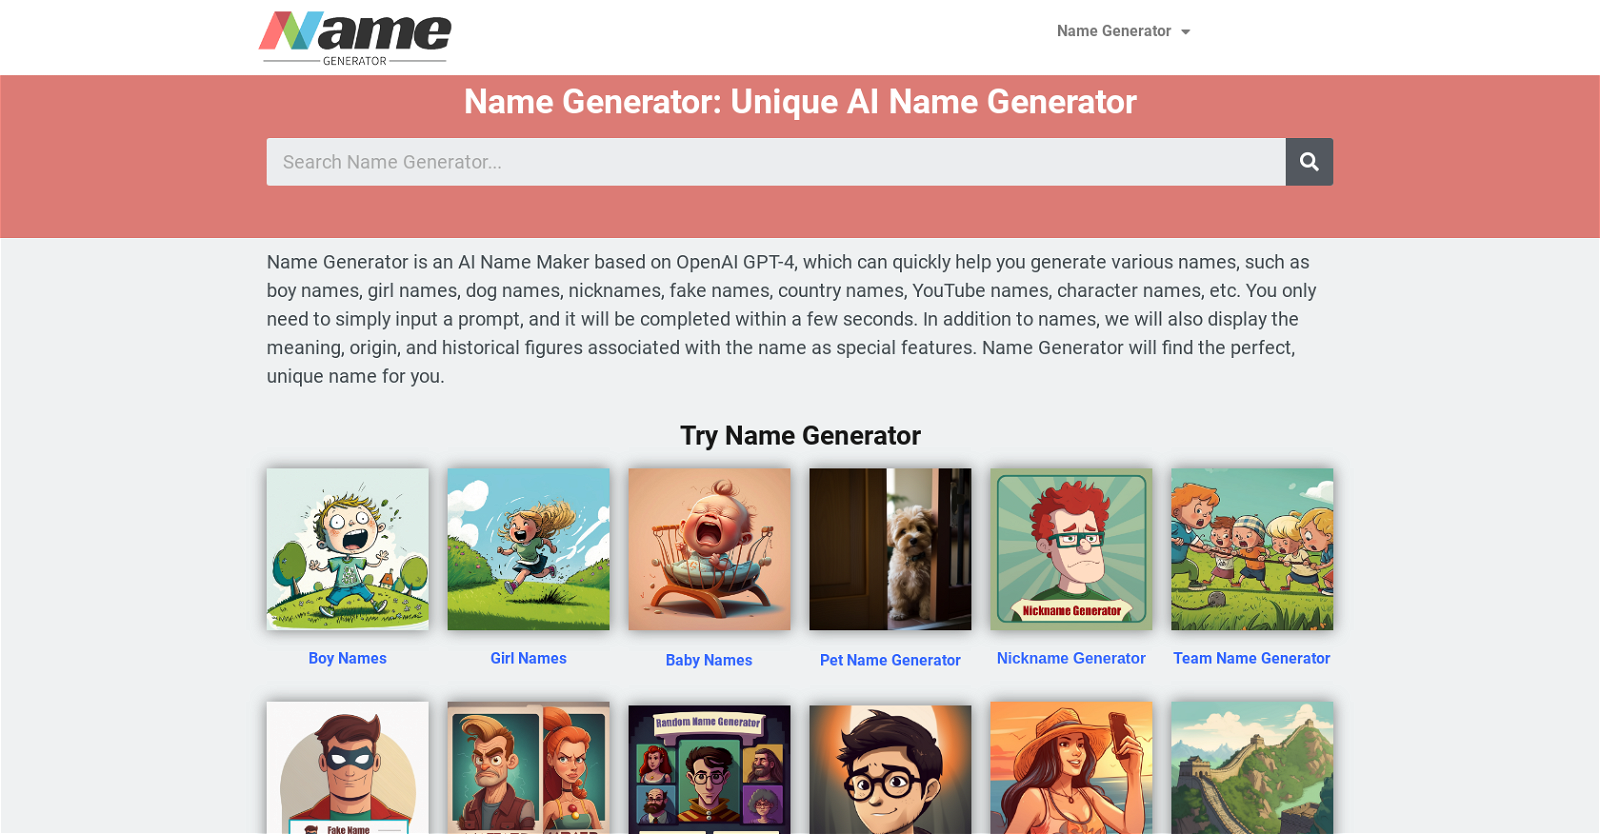 Name
GENERATOR
Name Generator
Name Generator: Unique AI Name Generator
Search Name Generator...
Name Generator is an AI Name Maker based on OpenAI GPT-4, which can quickly help you generate various names, such as
boy names, girl names, dog names, nicknames, fake names, country names, YouTube names, character names, etc. You only
need to simply input a prompt, and it will be completed within a few seconds. In addition to names, we will also display the
meaning, origin, and historical figures associated with the name as special features. Name Generator will find the perfect,
unique name for you.
Try Name Generator
Nickname Generator
Boy Names
Girl Names
Baby Names
Pet Name Generator
Nickname Generator
Team Name Generator
Random Name Generator
Fake Name